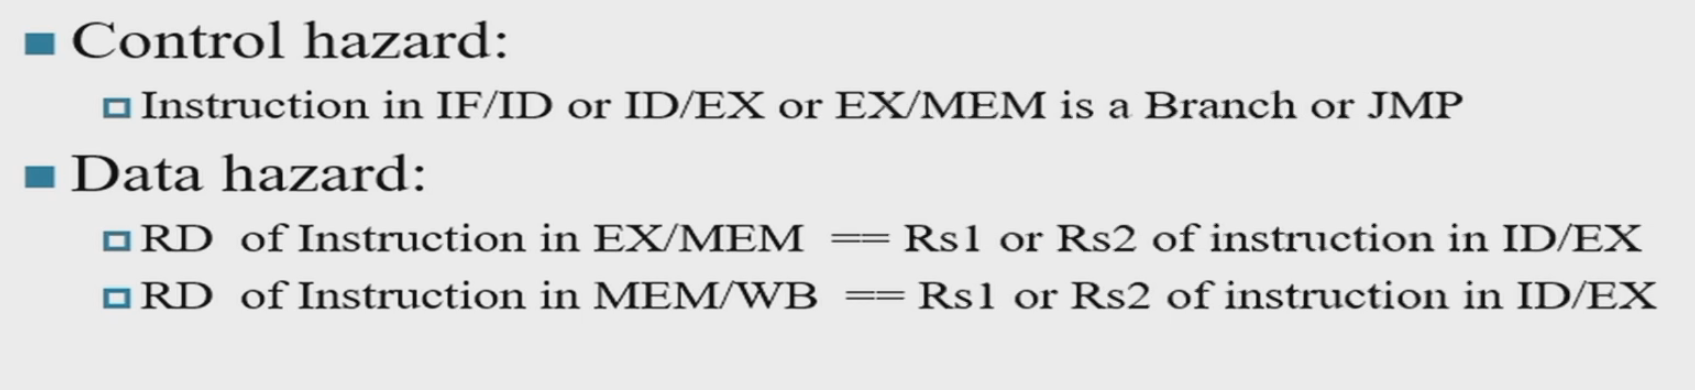 Control hazard:
Instruction in IF/ID or ID/EX or EX/MEM is a Branch or JMP
Data hazard:
RD of Instruction in EX/MEM == Rs1 or Rs2 of instruction in ID/EX
RD of Instruction in MEM/WB == Rs1 or Rs2 of instruction in ID/EX